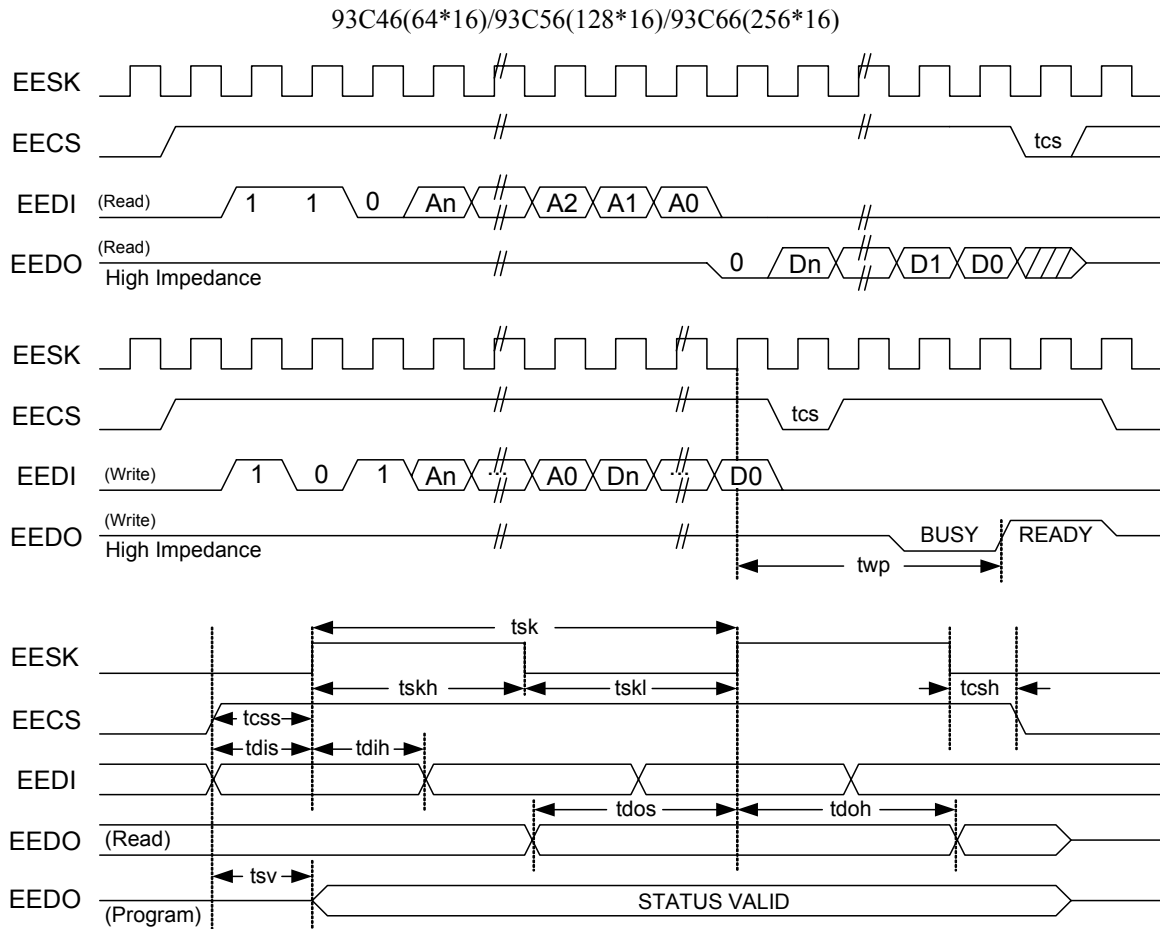 93C46(64*16)/93C56(128*16)/93C66(256*16)
EESK
EECS tcs
EEDI (Read) 1 1 0 An A2 A1 A0
EEDO (Read) High Impedance 0 Dn D1 D0
EESK
EECS tcs
EEDI (Write) 1 0 1 An ... A0 Dn ... D0
EEDO (Write) High Impedance BUSY READY
twp
tsk
EESK
tskh tskl tcsh
EECS tcss
tdis tdih
EEDI
tdos tdoh
EEDO (Read)
tsv
EEDO (Program) STATUS VALID